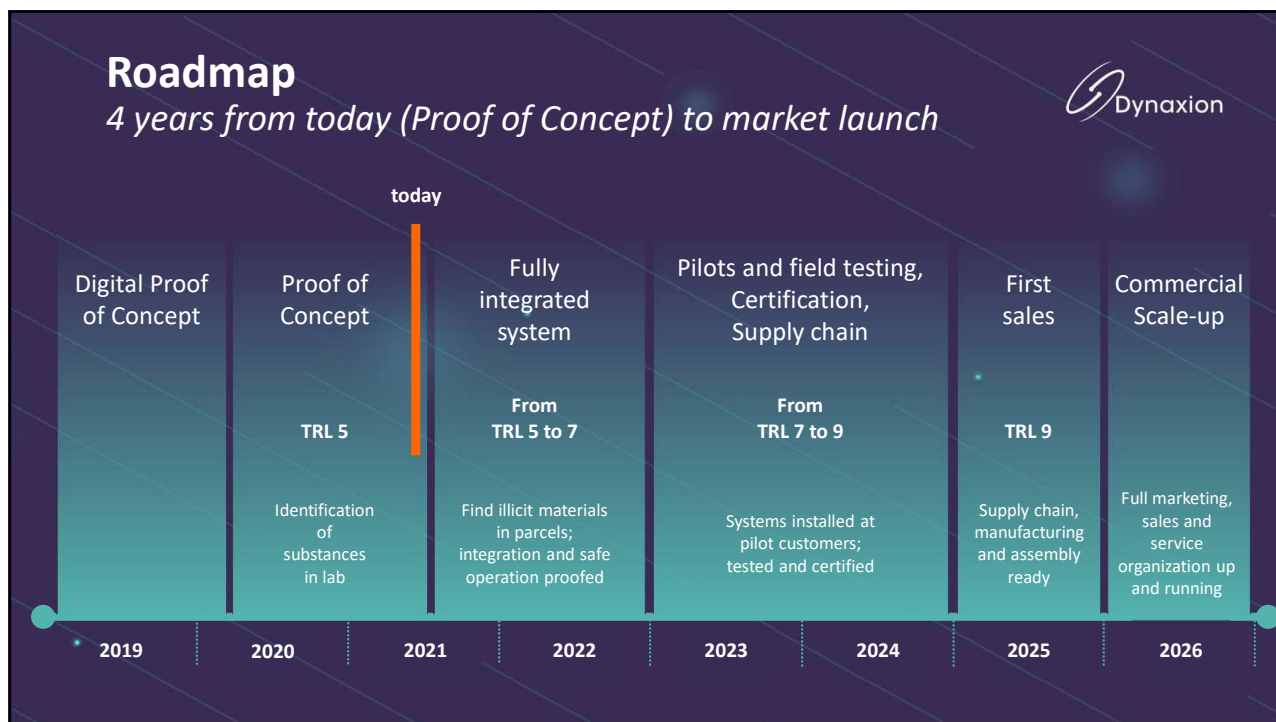 Roadmap
4 years from today (Proof of Concept) to market launch
Dynaxion
today
Digital Proof
of Concept
Proof of
Concept
TRL 5
Identification
of
substances
in lab
Fully
integrated
system
From
TRL 5 to 7
Find illicit materials
in parcels;
integration and safe
operation proofed
Pilots and field testing,
Certification,
Supply chain
From
TRL 7 to 9
Systems installed at
pilot customers;
tested and certified
First
sales
TRL 9
Supply chain,
manufacturing
and assembly
ready
Commercial
Scale-up
Full marketing,
sales and
service
organization up
and running
2019
2020
2021
2022
2023
2024
2025
2026